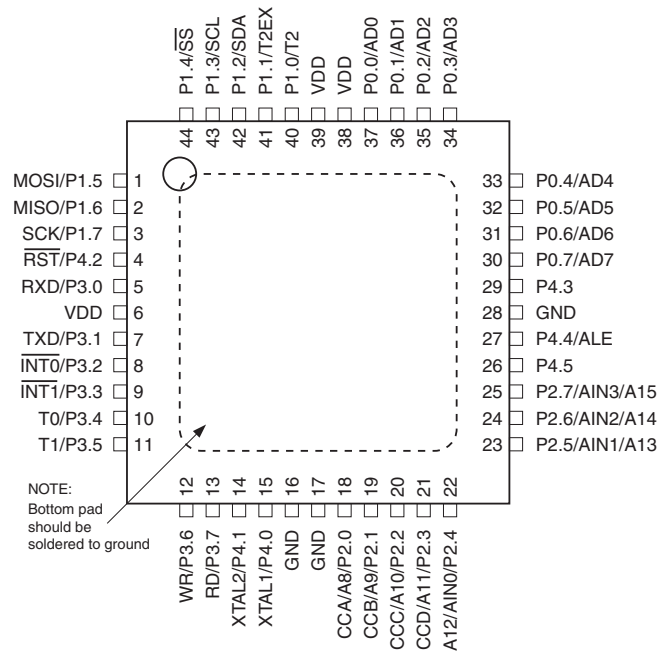 P1.4/SS
P1.3/SCL
P1.2/SDA
P1.1/T2EX
P1.0/T2
VDD
VDD
P0.0/AD0
P0.1/AD1
P0.2/AD2
P0.3/AD3
44
43
42
41
40
39
38
37
36
35
34
MOSI/P1.5 1
MISO/P1.6 2
SCK/P1.7 3
RST/P4.2 4
RXD/P3.0 5
VDD 6
TXD/P3.1 7
INT0/P3.2 8
INT1/P3.3 9
T0/P3.4 10
T1/P3.5 11
33 P0.4/AD4
32 P0.5/AD5
31 P0.6/AD6
30 P0.7/AD7
29 P4.3
28 GND
27 P4.4/ALE
26 P4.5
25 P2.7/AIN3/A15
24 P2.6/AIN2/A14
23 P2.5/AIN1/A13
NOTE:
Bottom pad
should be
soldered to ground
12
13
14
15
16
17
18
19
20
21
22
WR/P3.6
RD/P3.7
XTAL2/P4.1
XTAL1/P4.0
GND
GND
CCA/A8/P2.0
CCB/A9/P2.1
CCC/A10/P2.2
CCD/A11/P2.3
A12/AIN0/P2.4